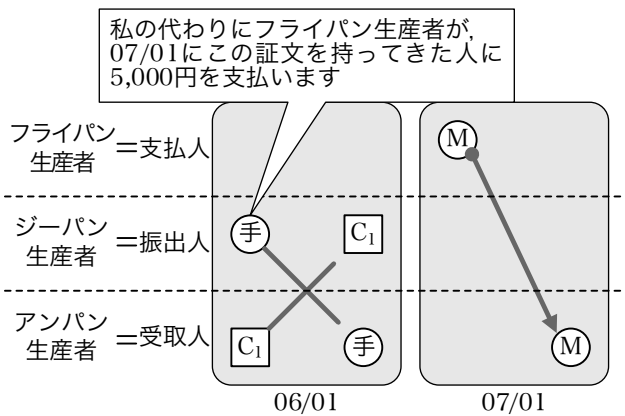 私の代わりにフライパン生産者が,
07/01にこの証文を持ってきた人に
5,000円を支払います
フライパン
生産者
＝支払人
M
ジーパン
生産者
＝振出人
手
C₁
アンパン
生産者
＝受取人
C₁
手
M
06/01
07/01